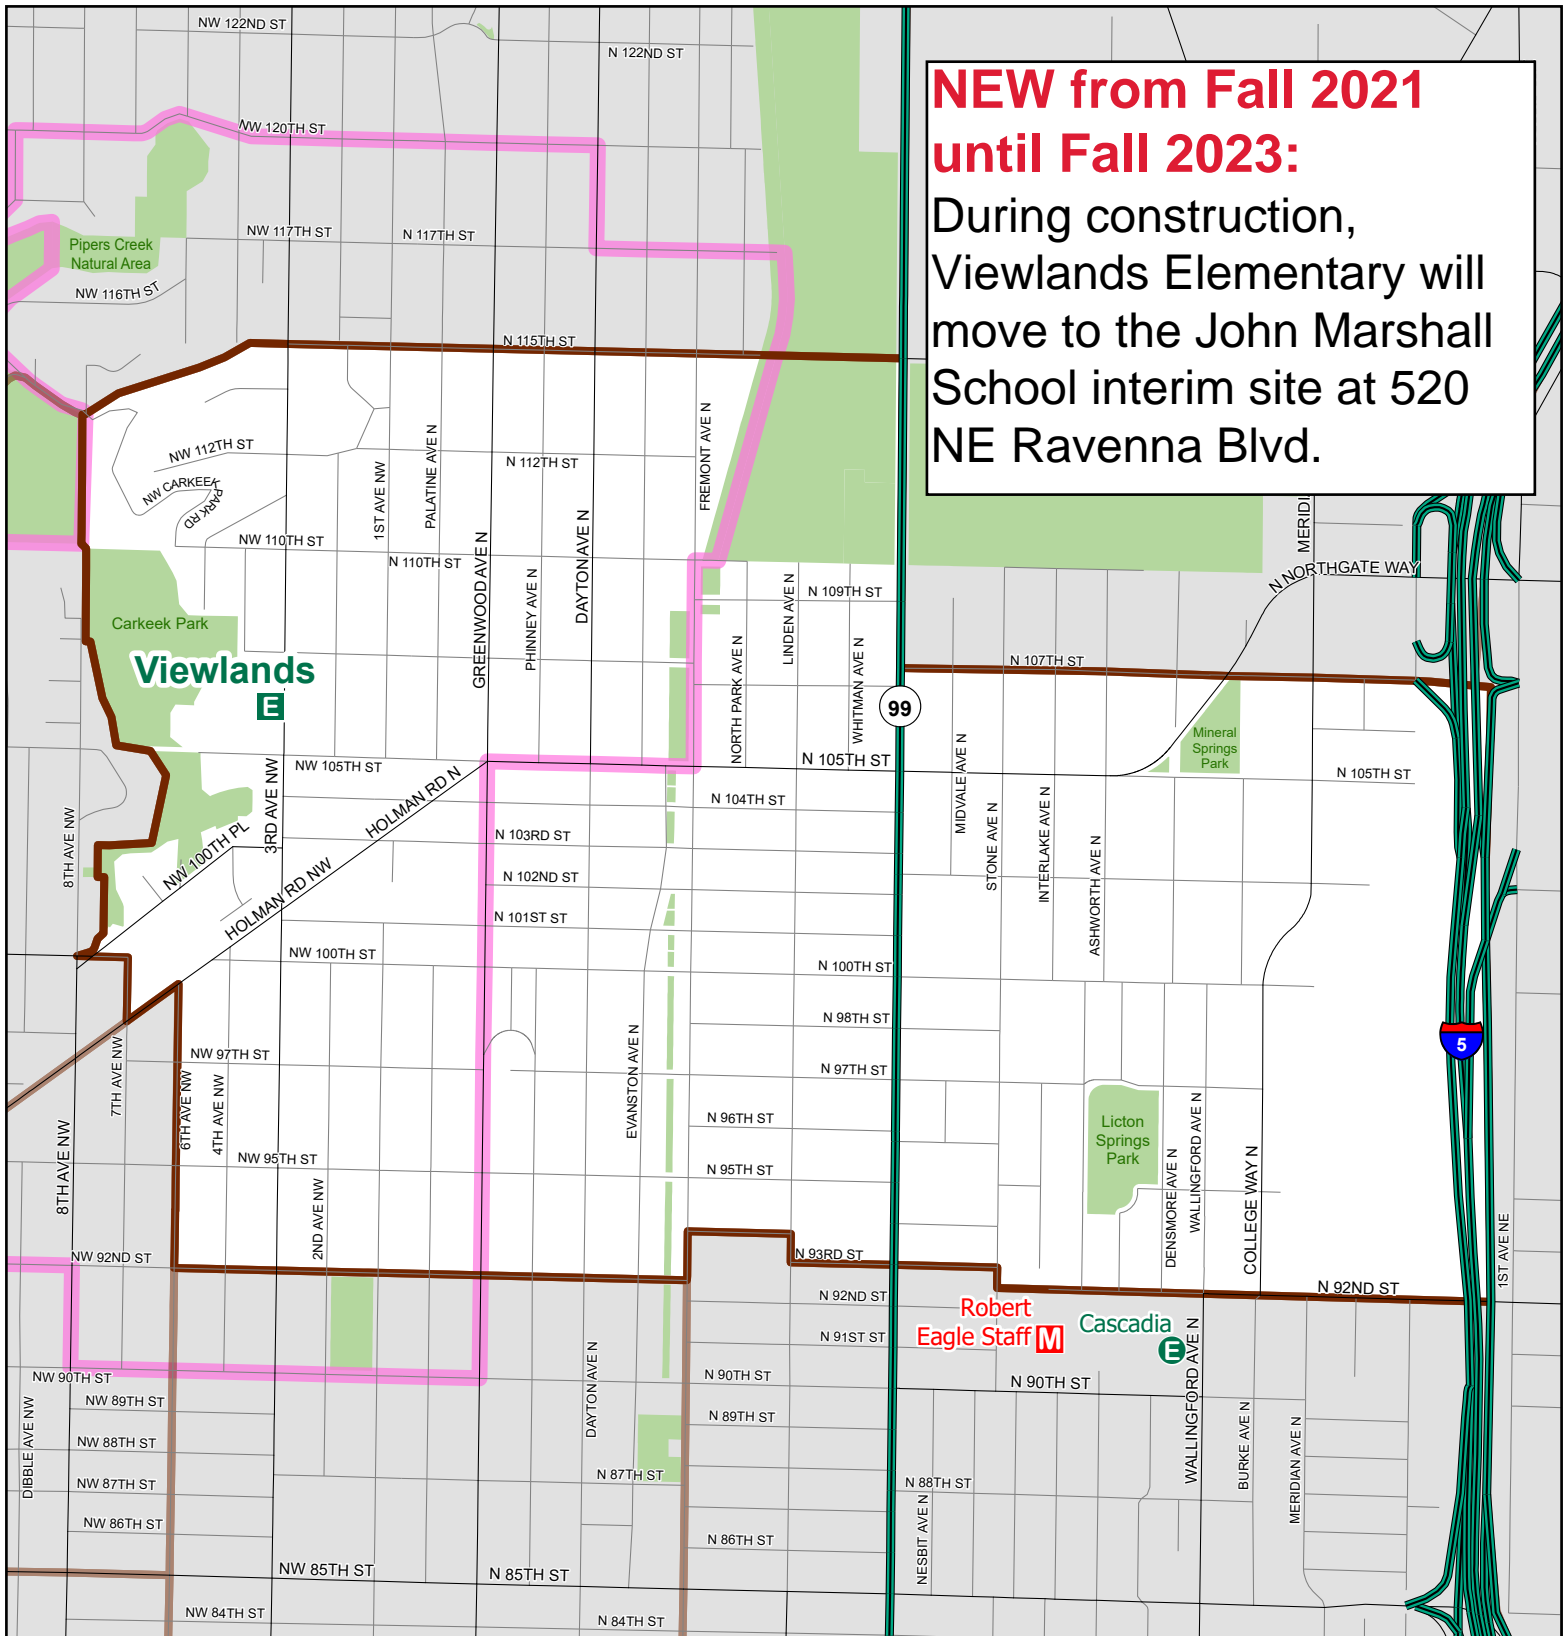 NW 122ND ST
N 122ND ST
NEW from Fall 2021
until Fall 2023:
During construction,
Viewlands Elementary will
move to the John Marshall
School interim site at 520
NE Ravenna Blvd.
NW 120TH ST
NW 117TH ST
N 117TH ST
Pipers Creek
Natural Area
NW 116TH ST
N 115TH ST
NW 112TH ST
N 112TH ST
NW CARKEEK
PARK RD
1ST AVE NW
PALATINE AVE N
FREMONT AVE N
NW 110TH ST
N 110TH ST
GREENWOOD AVE N
PHINNEY AVE N
DAYTON AVE N
MERIDI
N NORTHGATE WAY
N 109TH ST
LINDEN AVE N
NORTH PARK AVE N
WHITMAN AVE N
Carkeek Park
Viewlands
E
N 107TH ST
99
MIDVALE AVE N
Mineral
Springs
Park
NW 105TH ST
N 105TH ST
N 105TH ST
3RD AVE NW
HOLMAN RD N
N 104TH ST
N 103RD ST
STONE AVE N
INTERLAKE AVE N
ASHWORTH AVE N
8TH AVE NW
NW 100TH PL
HOLMAN RD NW
N 102ND ST
N 101ST ST
NW 100TH ST
N 100TH ST
N 98TH ST
5
7TH AVE NW
NW 97TH ST
N 97TH ST
6TH AVE NW
4TH AVE NW
EVANSTON AVE N
N 96TH ST
Licton
Springs
Park
WALLINGFORD AVE N
8TH AVE NW
NW 95TH ST
N 95TH ST
2ND AVE NW
DENSMORE AVE N
COLLEGE WAY N
1ST AVE NE
NW 92ND ST
N 93RD ST
N 92ND ST
N 92ND ST
Robert
Eagle Staff M
Cascadia
E
N 91ST ST
WALLINGFORD AVE N
NW 90TH ST
N 90TH ST
N 90TH ST
DIBBLE AVE NW
NW 89TH ST
DAYTON AVE N
N 89TH ST
BURKE AVE N
MERIDIAN AVE N
NW 88TH ST
N 87TH ST
N 88TH ST
NW 87TH ST
NESBIT AVE N
NW 86TH ST
N 86TH ST
NW 85TH ST
N 85TH ST
NW 84TH ST
N 84TH ST